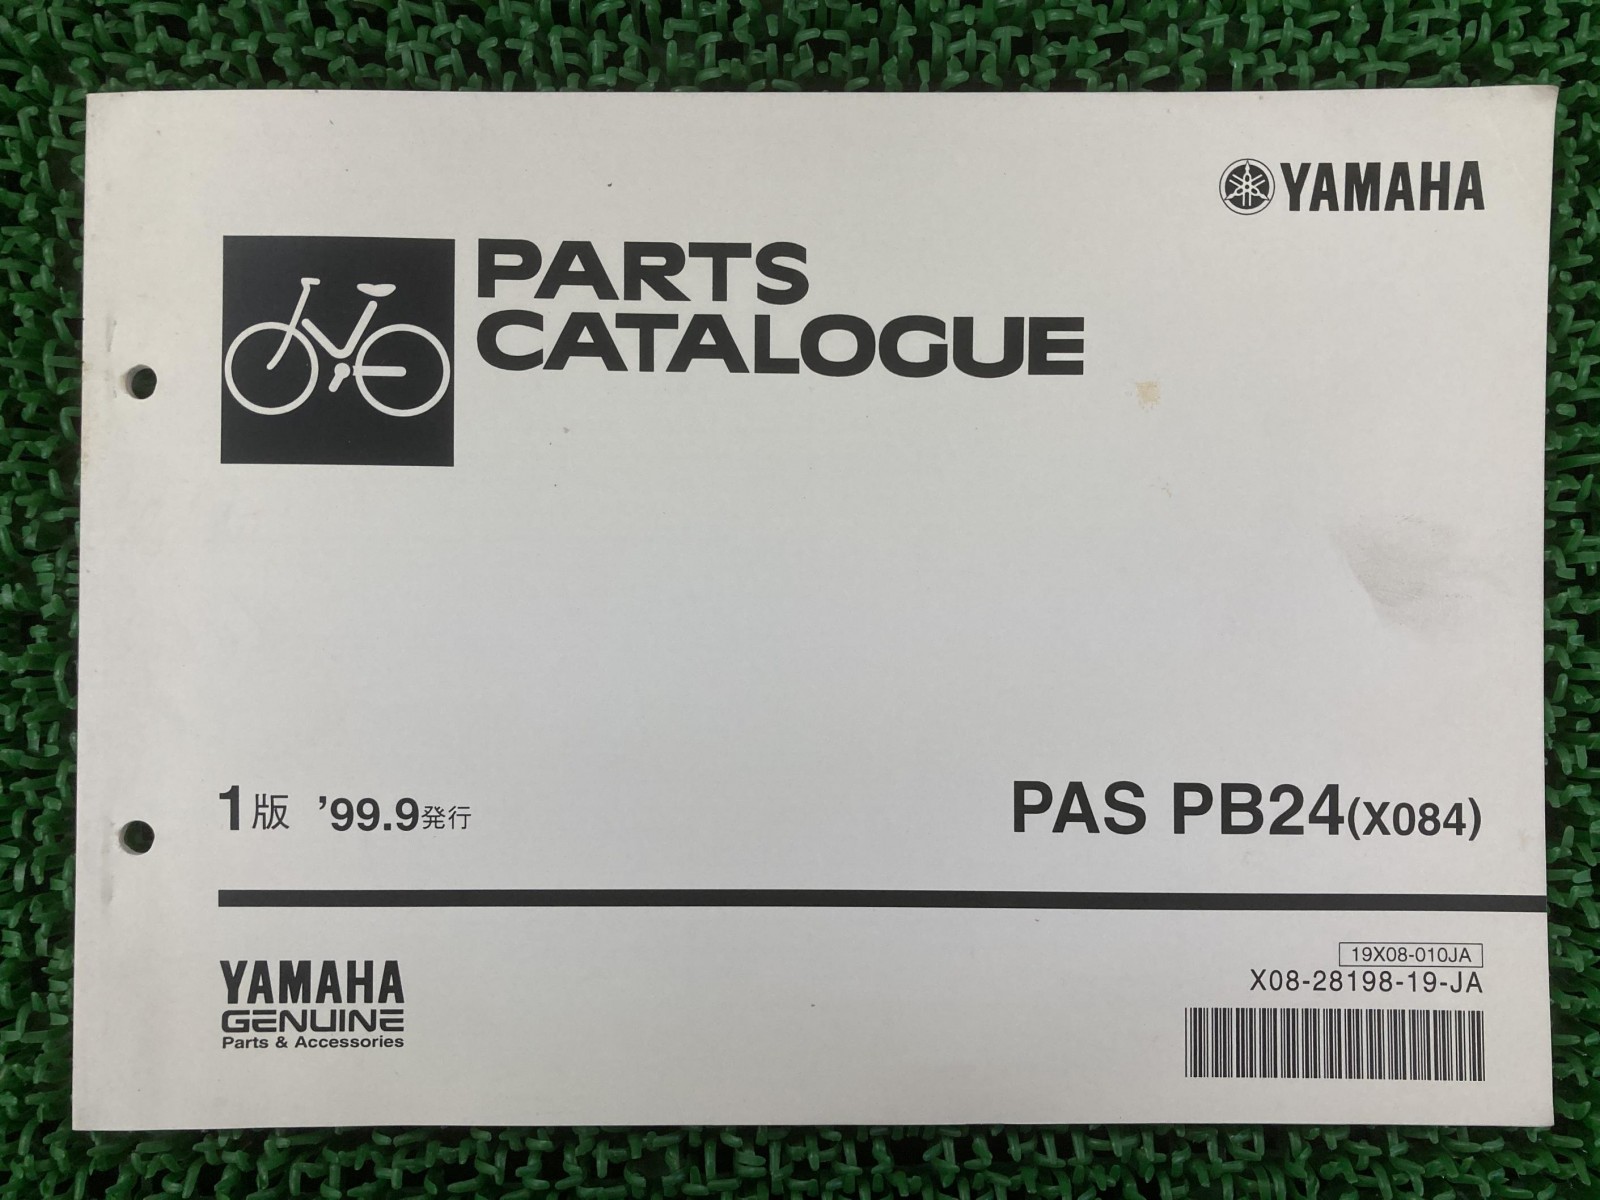 YAMAHA
PARTS
CATALOGUE
1版 '99.9発行
PAS PB24(X084)
19X08-010JA
X08-28198-19-JA
YAMAHA
GENUINE
Parts & Accessories